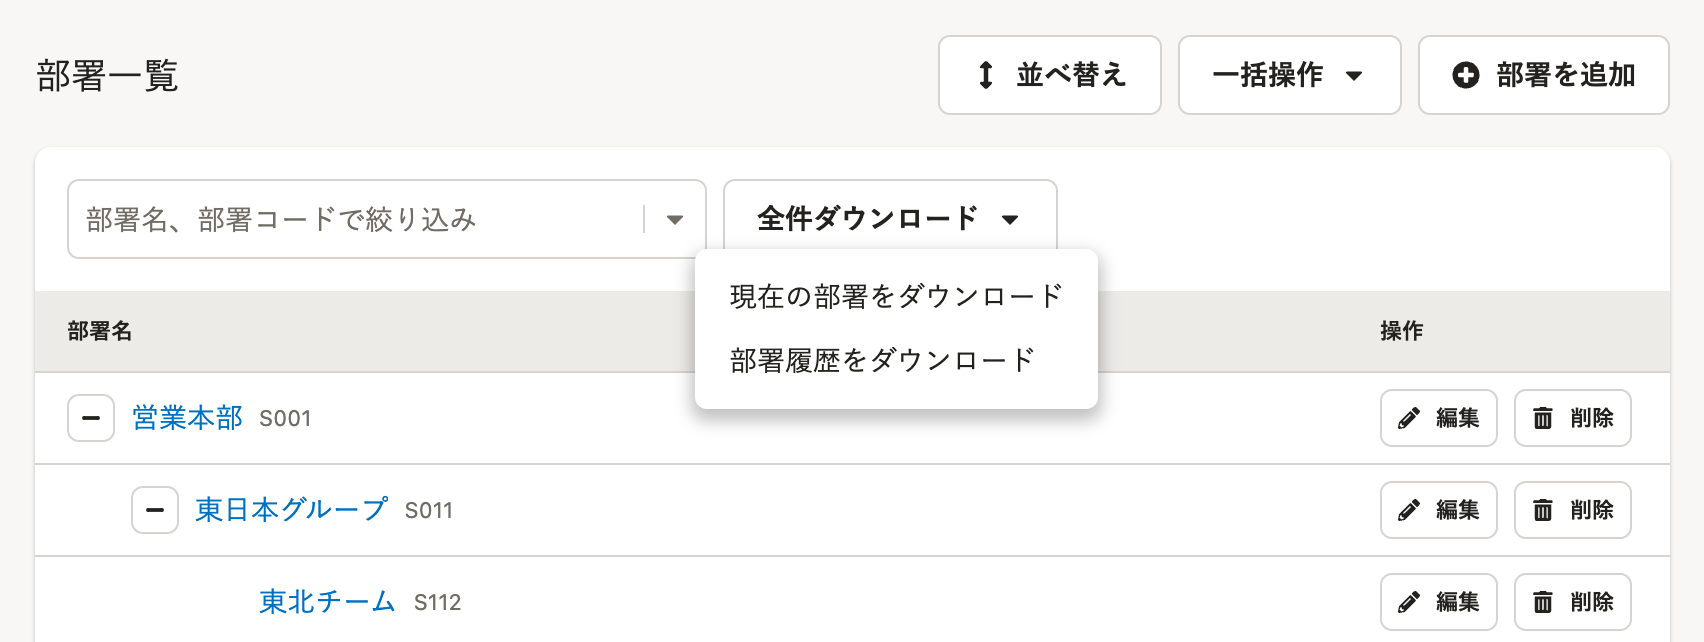 部署一覧
並べ替え
一括操作
部署を追加
部署名、部署コードで絞り込み
全件ダウンロード
現在の部署をダウンロード
部署履歴をダウンロード
部署名
操作
営業本部 S001
編集
削除
東日本グループ S011
編集
削除
東北チーム S112
編集
削除